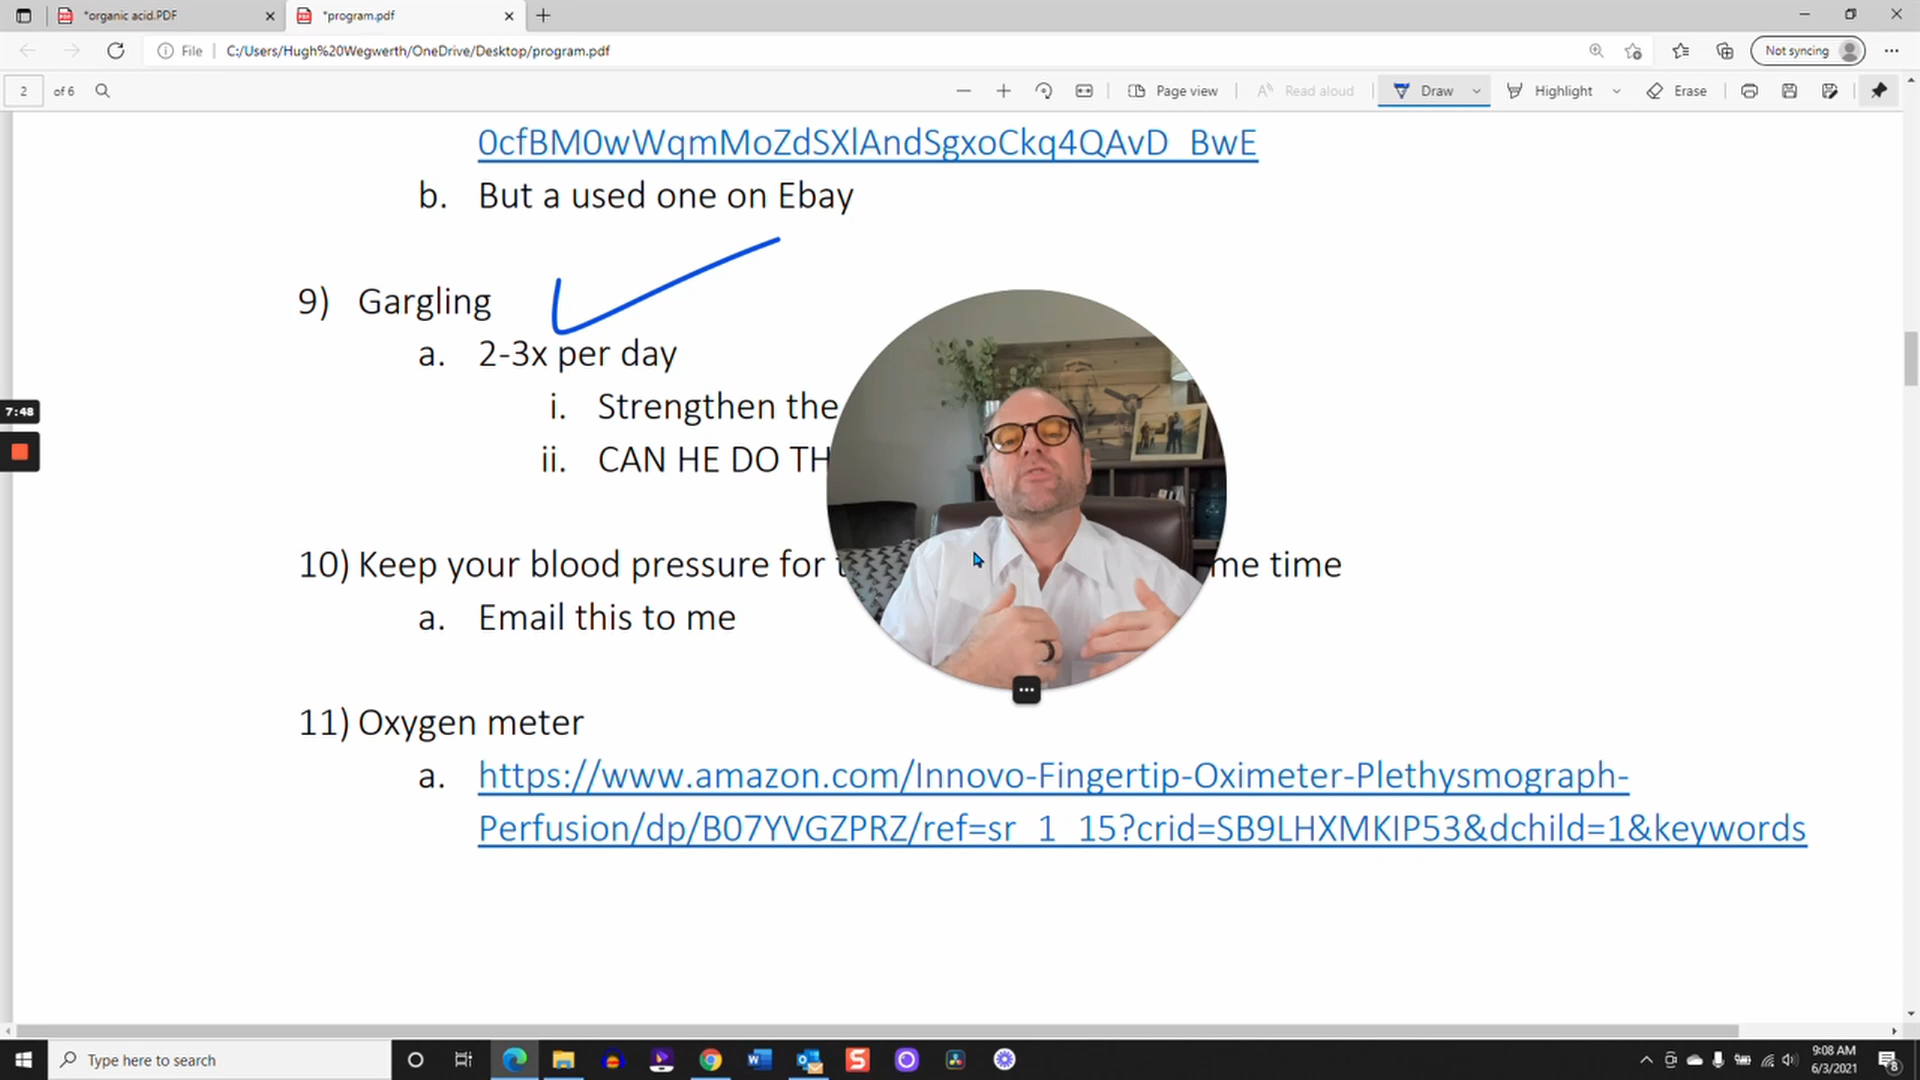 *organic acid.PDF
*program.pdf
File
C:/Users/Hugh%20Wegwerth/OneDrive/Desktop/program.pdf
Not syncing
2 of 6
Page view
Read aloud
Draw
Highlight
Erase
0cfBM0wWqmMoZdSXlAndSgxoCkq4QAvD_BwE
b. But a used one on Ebay
9) Gargling
a. 2-3x per day
i. Strengthen the
7:48
ii. CAN HE DO TH
10) Keep your blood pressure for me time
a. Email this to me
11) Oxygen meter
a. https://www.amazon.com/Innovo-Fingertip-Oximeter-Plethysmograph-
Perfusion/dp/B07YVGZPRZ/ref=sr_1_15?crid=SB9LHXMKIP53&dchild=1&keywords
Type here to search
9:08 AM
6/3/2021
8